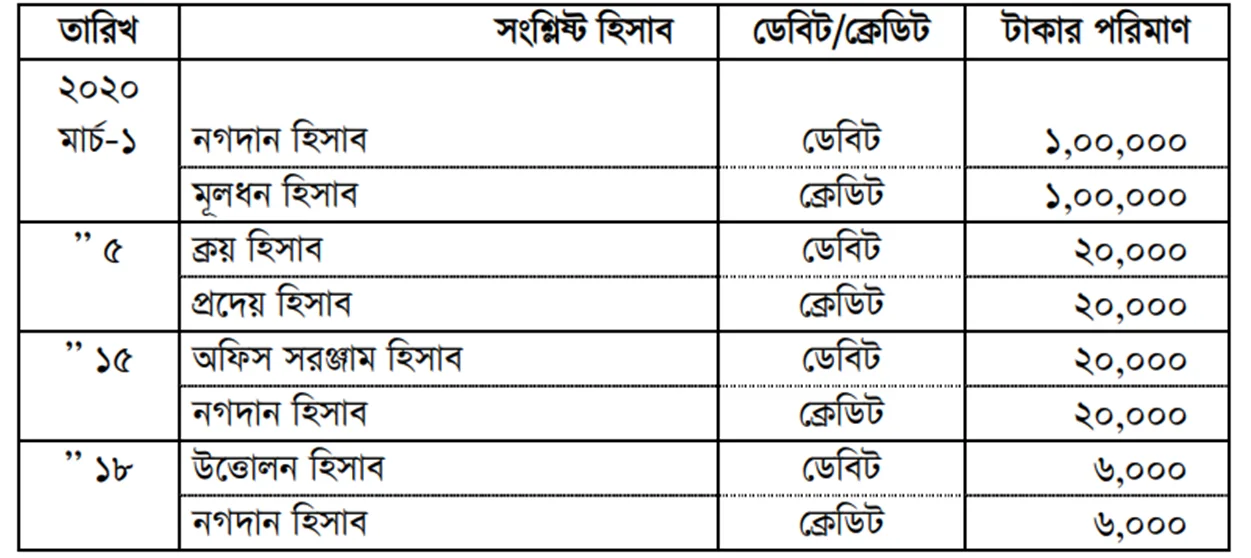 তারিখ সংশ্লিষ্ট হিসাব ডেবিট/ক্রেডিট টাকার পরিমাণ
২০২০
মার্চ-১ নগদান হিসাব ডেবিট ১,০০,০০০
মূলধন হিসাব ক্রেডিট ১,০০,০০০
” ৫ ক্রয় হিসাব ডেবিট ২০,০০০
প্রদেয় হিসাব ক্রেডিট ২০,০০০
” ১৫ অফিস সরঞ্জাম হিসাব ডেবিট ২০,০০০
নগদান হিসাব ক্রেডিট ২০,০০০
” ১৮ উত্তোলন হিসাব ডেবিট ৬,০০০
নগদান হিসাব ক্রেডিট ৬,০০০